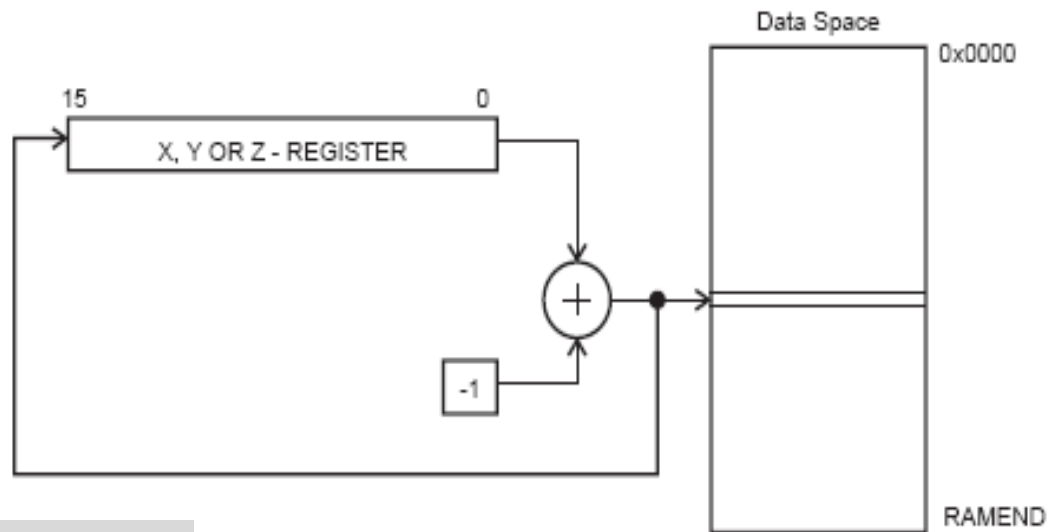 Data Space
0x0000
15
0
X, Y OR Z - REGISTER
+
-1
RAMEND